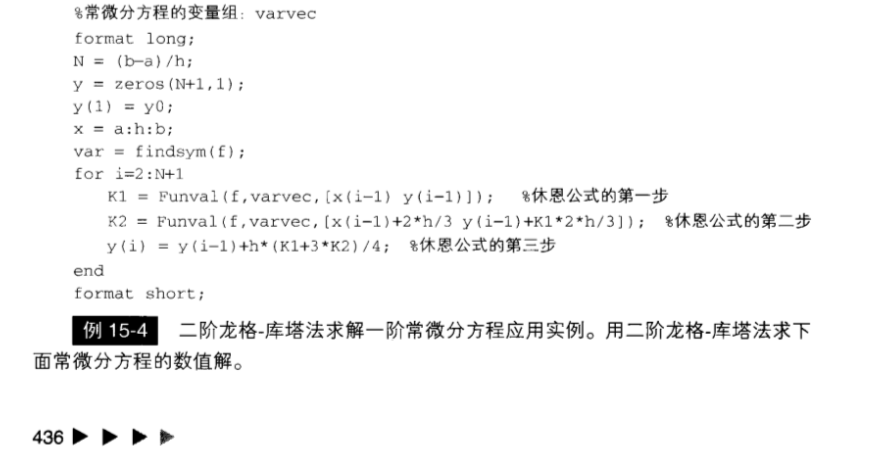 %常微分方程的变量组：varvec
format long;
N = (b-a)/h;
y = zeros(N+1,1);
y(1) = y0;
x = a:h:b;
var = findsym(f);
for i=2:N+1
K1 = Funval(f,varvec,[x(i-1) y(i-1)]); %休恩公式的第一步
K2 = Funval(f,varvec,[x(i-1)+2*h/3 y(i-1)+K1*2*h/3]); %休恩公式的第二步
y(i) = y(i-1)+h*(K1+3*K2)/4; %休恩公式的第三步
end
format short;
例 15-4 二阶龙格-库塔法求解一阶常微分方程应用实例。用二阶龙格-库塔法求下
面常微分方程的数值解。
436